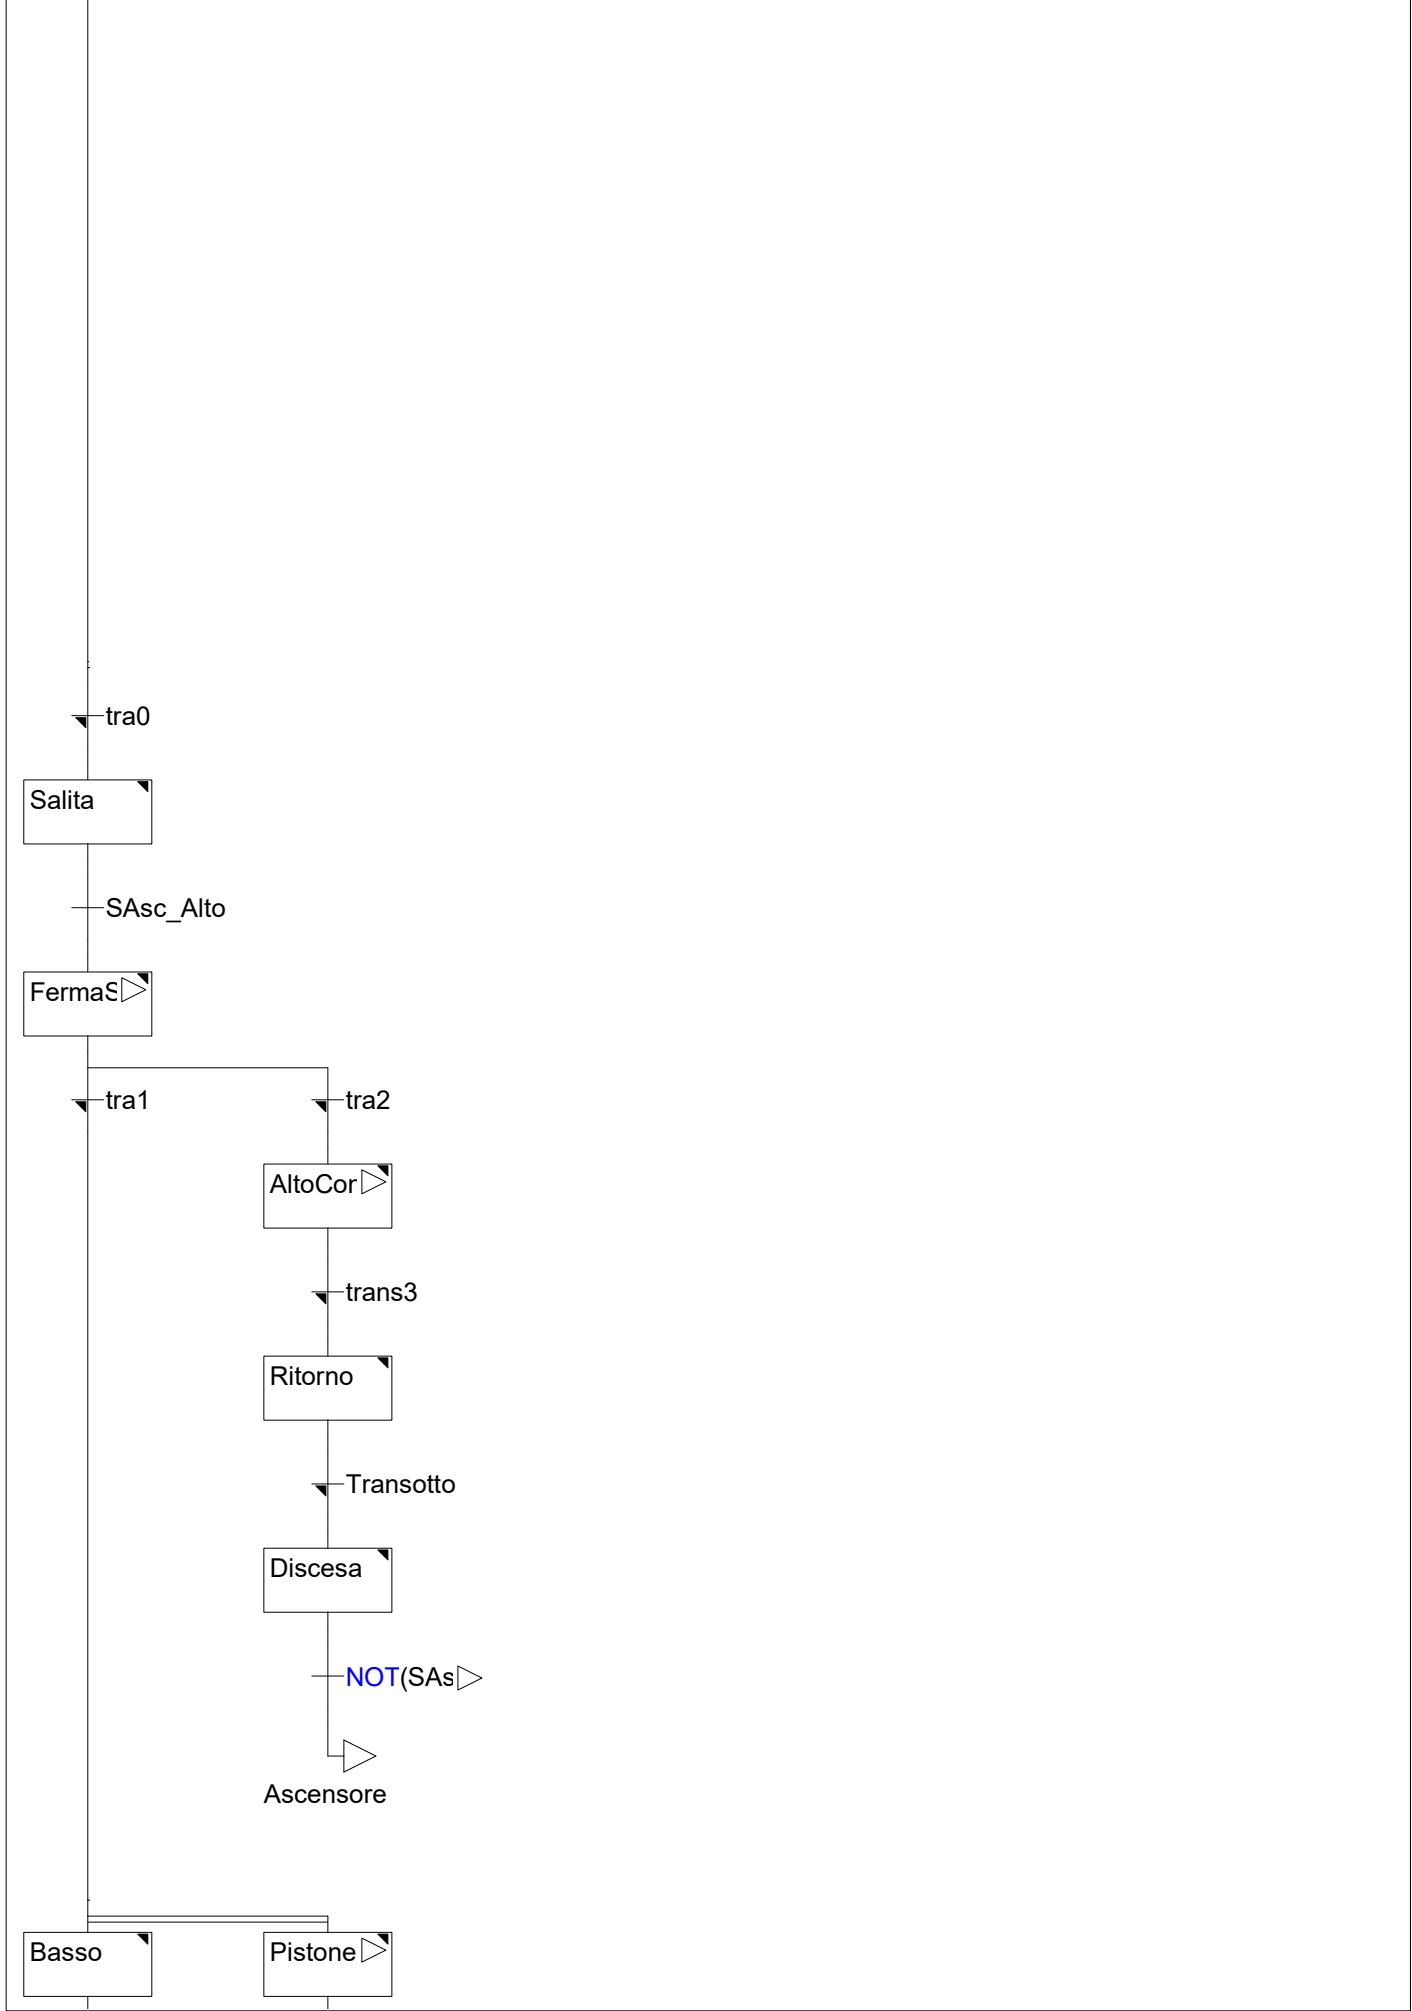 tra0
Salita
SAsc_Alto
FermaS
tra1
tra2
AltoCor
trans3
Ritorno
Transotto
Discesa
NOT(SAs
Ascensore
Basso
Pistone